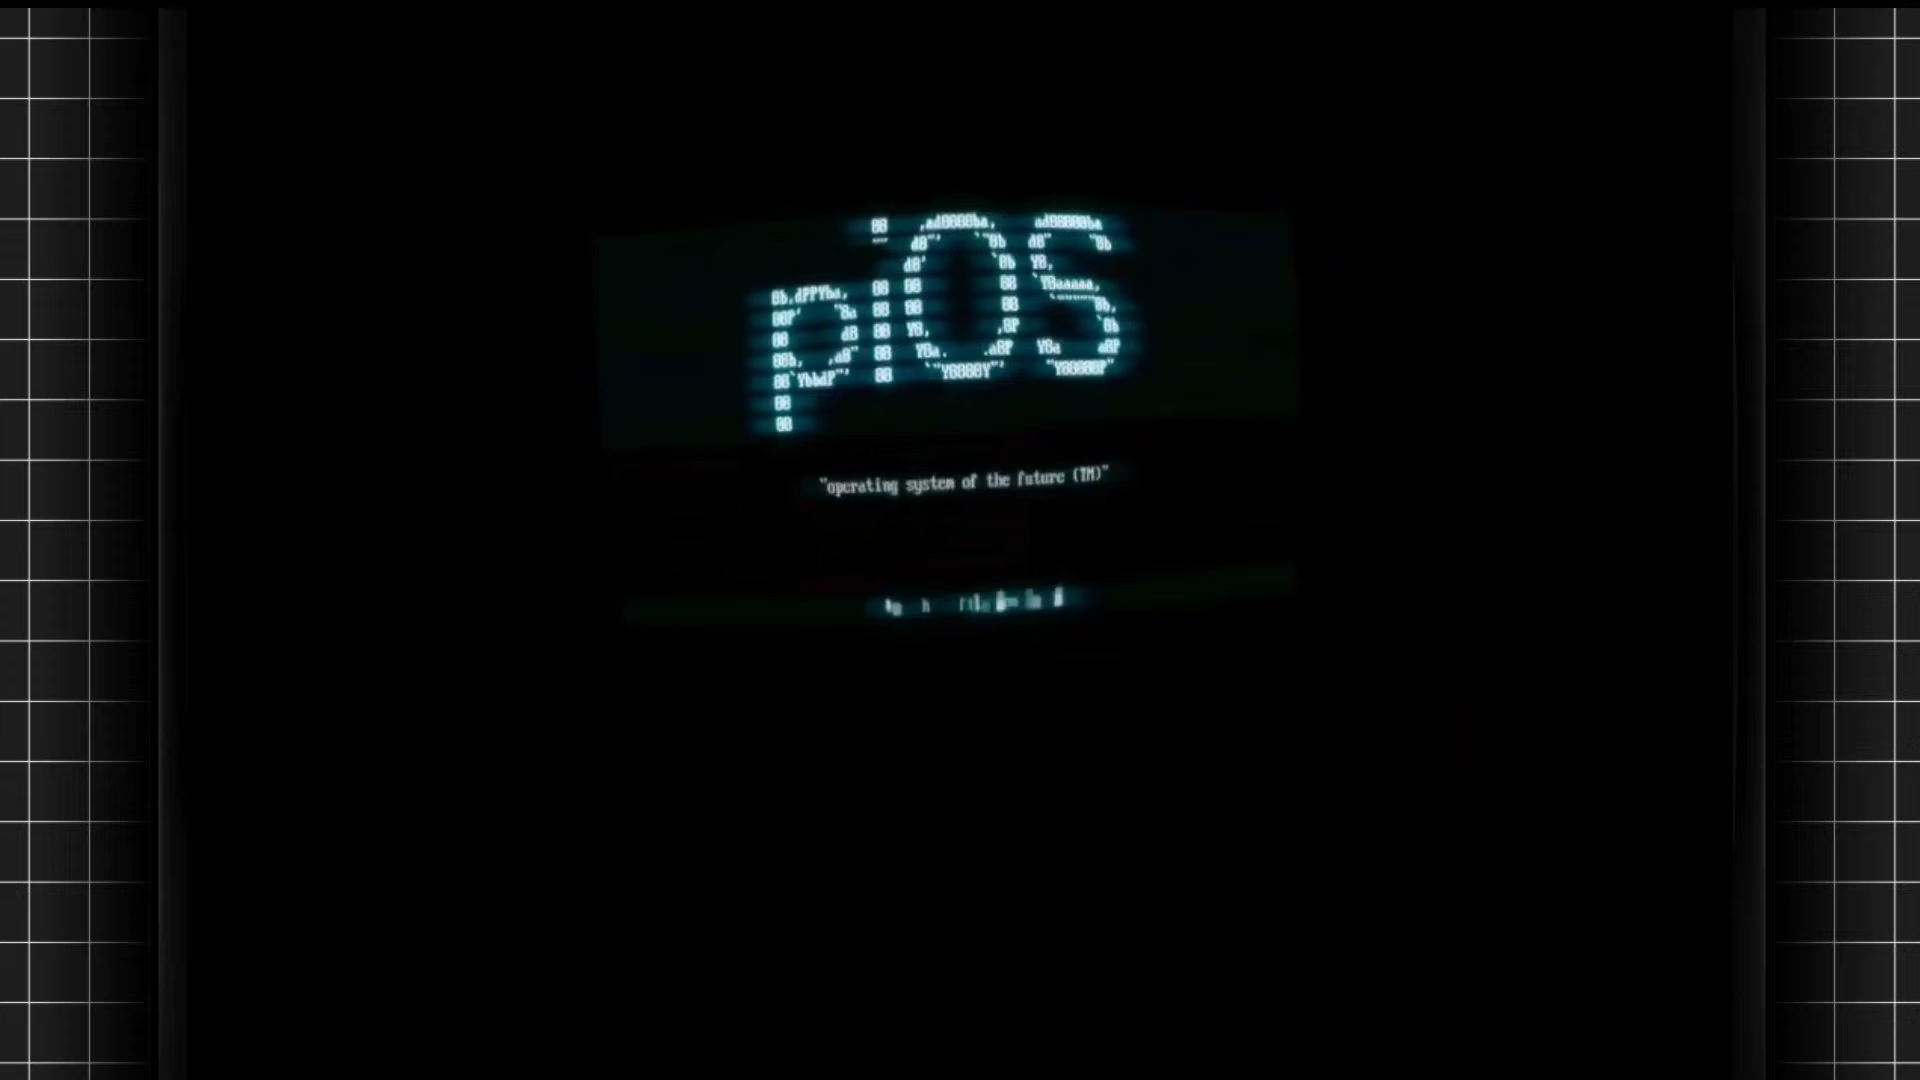 piOS
"operating system of the future (TM)"